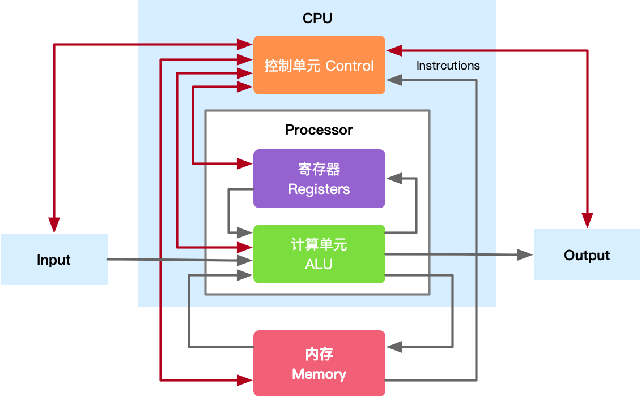 CPU
控制单元 Control
Instrcutions
Processor
寄存器
Registers
计算单元
ALU
Input
Output
内存
Memory